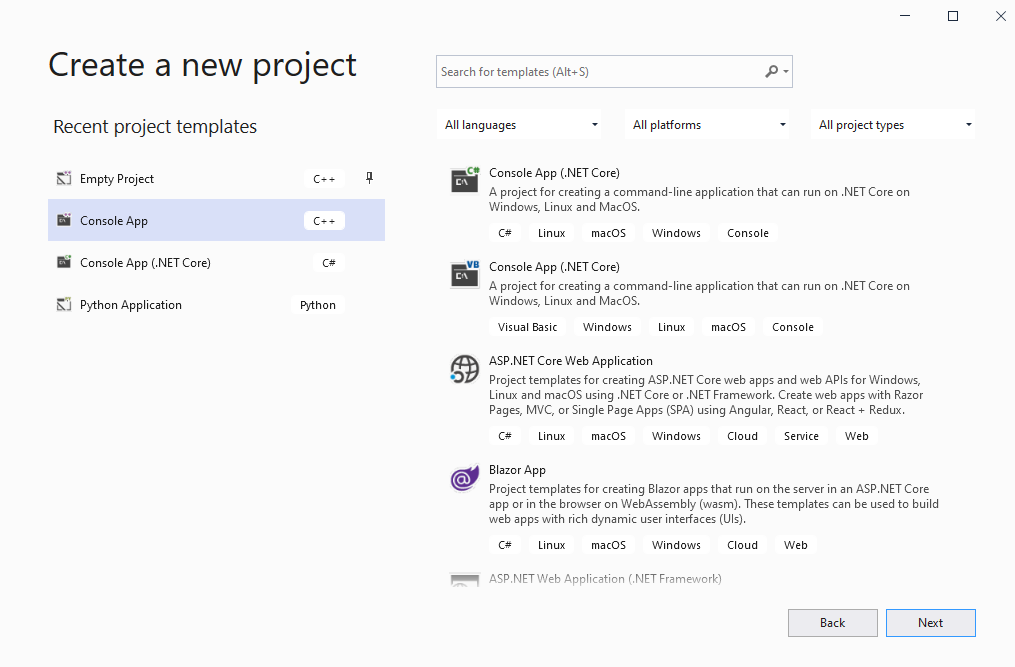 Create a new project
Search for templates (Alt+S)
Recent project templates
All languages
All platforms
All project types
Empty Project
C++
Console App
C++
Console App (.NET Core)
C#
Python Application
Python
C#
Console App (.NET Core)
A project for creating a command-line application that can run on .NET Core on
Windows, Linux and MacOS.
C# Linux macOS Windows Console
VB
Console App (.NET Core)
A project for creating a command-line application that can run on .NET Core on
Windows, Linux and MacOS.
Visual Basic Windows Linux macOS Console
ASP.NET Core Web Application
Project templates for creating ASP.NET Core web apps and web APIs for Windows,
Linux and macOS using .NET Core or .NET Framework. Create web apps with Razor
Pages, MVC, or Single Page Apps (SPA) using Angular, React, or React + Redux.
C# Linux macOS Windows Cloud Service Web
Blazor App
Project templates for creating Blazor apps that run on the server in an ASP.NET Core
app or in the browser on WebAssembly (wasm). These templates can be used to build
web apps with rich dynamic user interfaces (UIs).
C# Linux macOS Windows Cloud Web
ASP.NET Web Application (.NET Framework)
Back
Next